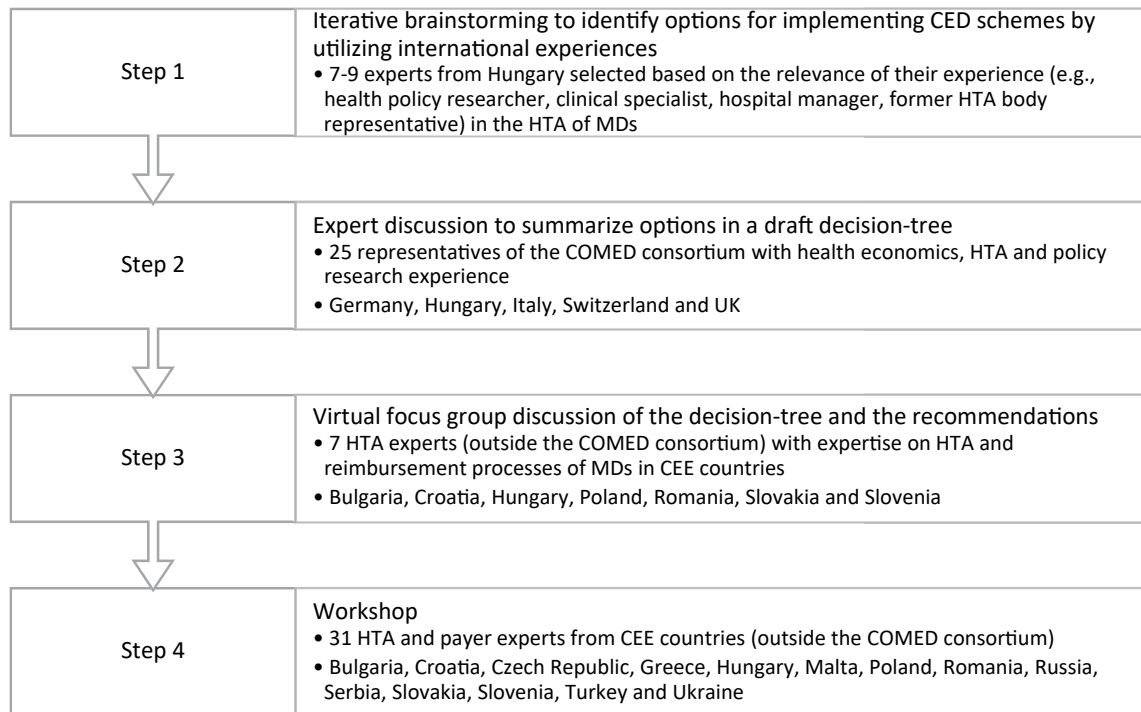 Step 1
Iterative brainstorming to identify options for implementing CED schemes by
utilizing international experiences
• 7-9 experts from Hungary selected based on the relevance of their experience (e.g.,
health policy researcher, clinical specialist, hospital manager, former HTA body
representative) in the HTA of MDs
Step 2
Expert discussion to summarize options in a draft decision-tree
• 25 representatives of the COMED consortium with health economics, HTA and policy
research experience
• Germany, Hungary, Italy, Switzerland and UK
Step 3
Virtual focus group discussion of the decision-tree and the recommendations
• 7 HTA experts (outside the COMED consortium) with expertise on HTA and
reimbursement processes of MDs in CEE countries
• Bulgaria, Croatia, Hungary, Poland, Romania, Slovakia and Slovenia
Step 4
Workshop
• 31 HTA and payer experts from CEE countries (outside the COMED consortium)
• Bulgaria, Croatia, Czech Republic, Greece, Hungary, Malta, Poland, Romania, Russia,
Serbia, Slovakia, Slovenia, Turkey and Ukraine